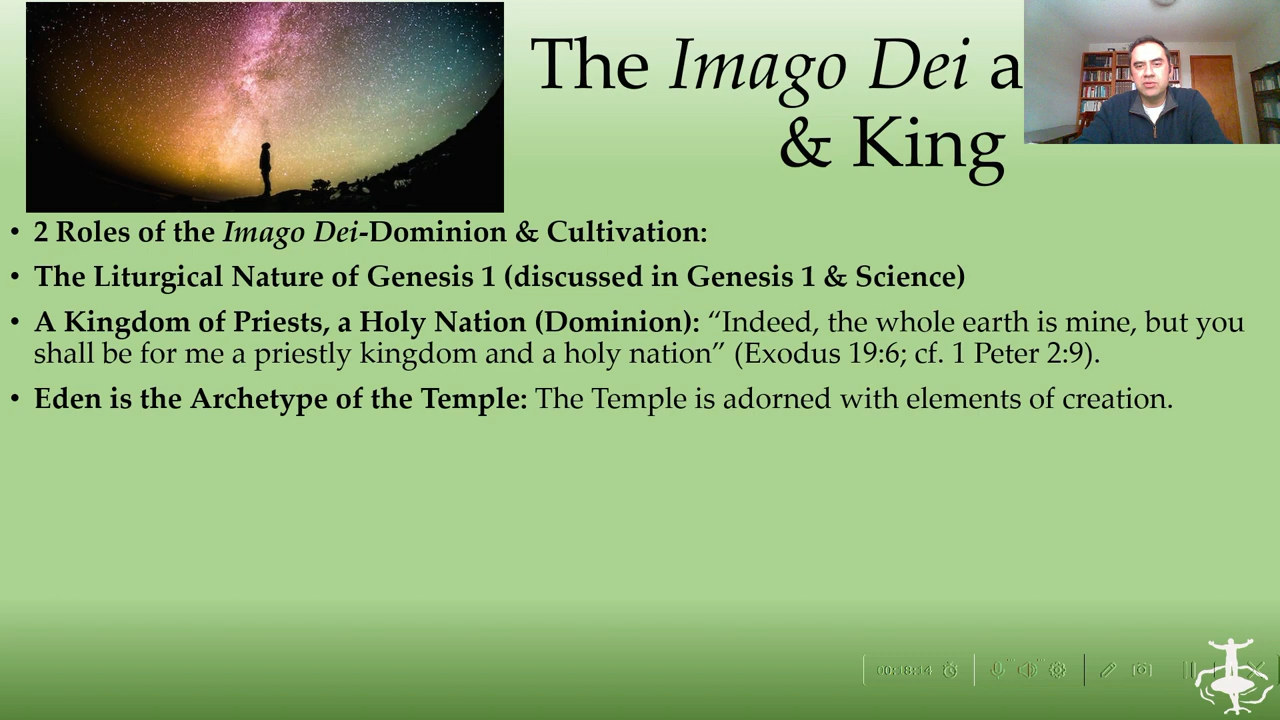 The Imago Dei a
& King
• 2 Roles of the Imago Dei-Dominion & Cultivation:
• The Liturgical Nature of Genesis 1 (discussed in Genesis 1 & Science)
• A Kingdom of Priests, a Holy Nation (Dominion): “Indeed, the whole earth is mine, but you
shall be for me a priestly kingdom and a holy nation” (Exodus 19:6; cf. 1 Peter 2:9).
• Eden is the Archetype of the Temple: The Temple is adorned with elements of creation.
00:18:14